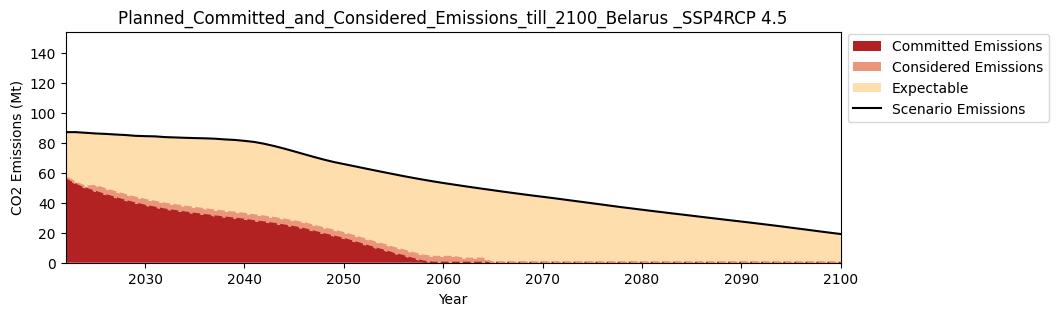 Planned_Committed_and_Considered_Emissions_till_2100_Belarus _SSP4RCP 4.5
CO2 Emissions (Mt)
140
120
100
80
60
40
20
0
2030 2040 2050 2060 2070 2080 2090 2100
Year
Committed Emissions
Considered Emissions
Expectable
Scenario Emissions